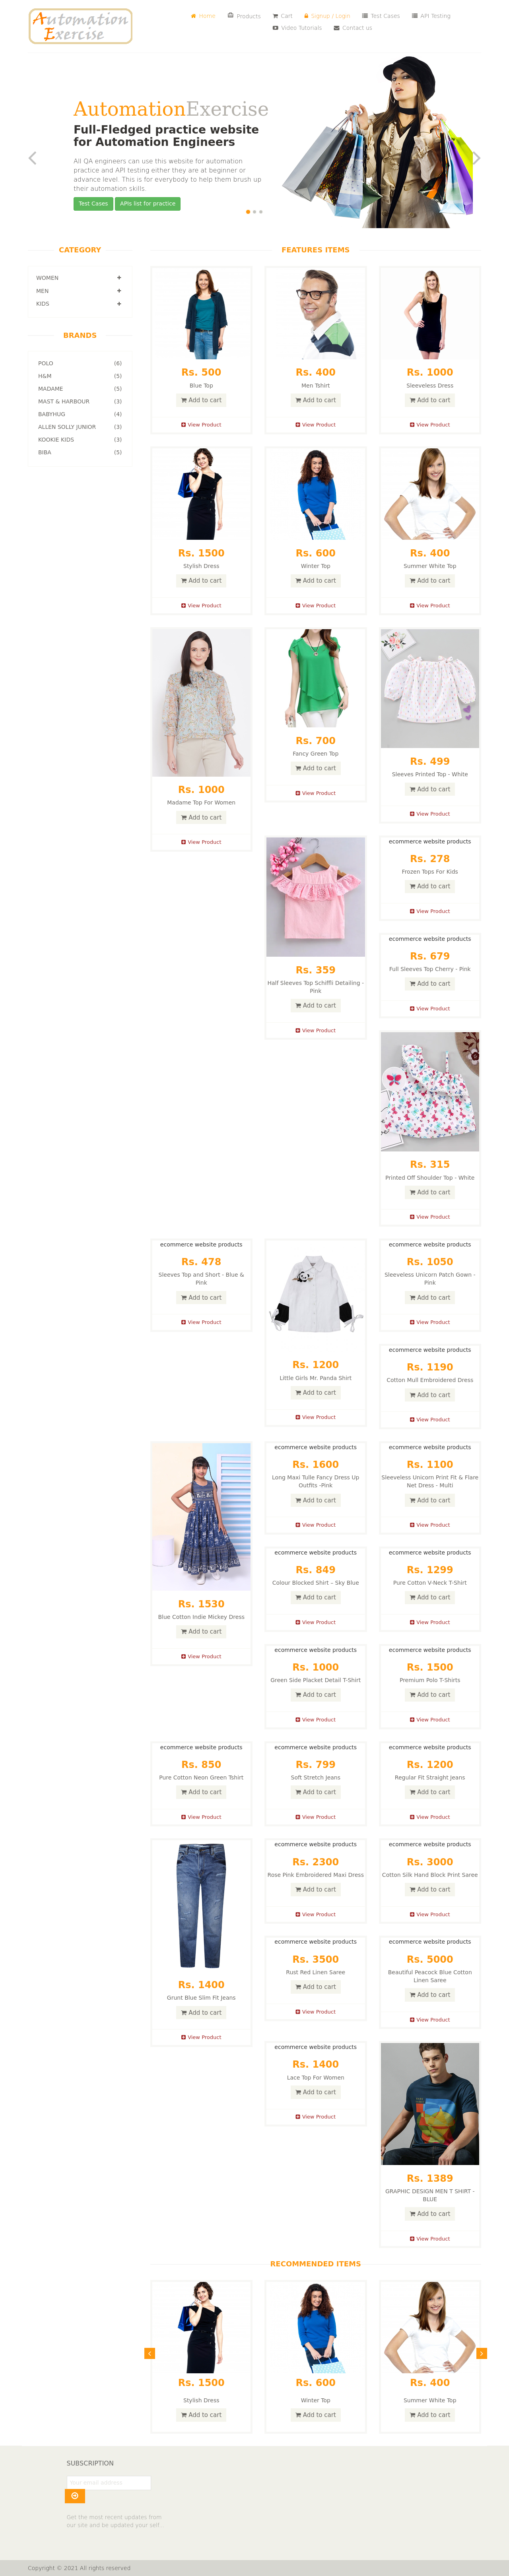 Automation
Exercise
Home
Products
Cart
Signup / Login
Test Cases
API Testing
Video Tutorials
Contact us
AutomationExercise
Full-Fledged practice website
for Automation Engineers
All QA engineers can use this website for automation
practice and API testing either they are at beginner or
advance level. This is for everybody to help them brush up
their automation skills.
Test Cases
APIs list for practice
CATEGORY
WOMEN
MEN
KIDS
BRANDS
POLO (6)
H&M (5)
MADAME (5)
MAST & HARBOUR (3)
BABYHUG (4)
ALLEN SOLLY JUNIOR (3)
KOOKIE KIDS (3)
BIBA (5)
FEATURES ITEMS
Rs. 500
Blue Top
Add to cart
View Product
Rs. 400
Men Tshirt
Add to cart
View Product
Rs. 1000
Sleeveless Dress
Add to cart
View Product
Rs. 1500
Stylish Dress
Add to cart
View Product
Rs. 600
Winter Top
Add to cart
View Product
Rs. 400
Summer White Top
Add to cart
View Product
Rs. 1000
Madame Top For Women
Add to cart
View Product
Rs. 700
Fancy Green Top
Add to cart
View Product
Rs. 499
Sleeves Printed Top - White
Add to cart
View Product
Rs. 359
Half Sleeves Top Schiffli Detailing -
Pink
Add to cart
View Product
ecommerce website products
Rs. 278
Frozen Tops For Kids
Add to cart
View Product
ecommerce website products
Rs. 679
Full Sleeves Top Cherry - Pink
Add to cart
View Product
Rs. 315
Printed Off Shoulder Top - White
Add to cart
View Product
ecommerce website products
Rs. 478
Sleeves Top and Short - Blue &
Pink
Add to cart
View Product
Rs. 1200
Little Girls Mr. Panda Shirt
Add to cart
View Product
ecommerce website products
Rs. 1050
Sleeveless Unicorn Patch Gown -
Pink
Add to cart
View Product
ecommerce website products
Rs. 1190
Cotton Mull Embroidered Dress
Add to cart
View Product
Rs. 1530
Blue Cotton Indie Mickey Dress
Add to cart
View Product
ecommerce website products
Rs. 1600
Long Maxi Tulle Fancy Dress Up
Outfits -Pink
Add to cart
View Product
ecommerce website products
Rs. 1100
Sleeveless Unicorn Print Fit & Flare
Net Dress - Multi
Add to cart
View Product
ecommerce website products
Rs. 849
Colour Blocked Shirt – Sky Blue
Add to cart
View Product
ecommerce website products
Rs. 1299
Pure Cotton V-Neck T-Shirt
Add to cart
View Product
ecommerce website products
Rs. 1000
Green Side Placket Detail T-Shirt
Add to cart
View Product
ecommerce website products
Rs. 1500
Premium Polo T-Shirts
Add to cart
View Product
ecommerce website products
Rs. 850
Pure Cotton Neon Green Tshirt
Add to cart
View Product
ecommerce website products
Rs. 799
Soft Stretch Jeans
Add to cart
View Product
ecommerce website products
Rs. 1200
Regular Fit Straight Jeans
Add to cart
View Product
Rs. 1400
Grunt Blue Slim Fit Jeans
Add to cart
View Product
ecommerce website products
Rs. 2300
Rose Pink Embroidered Maxi Dress
Add to cart
View Product
ecommerce website products
Rs. 3000
Cotton Silk Hand Block Print Saree
Add to cart
View Product
ecommerce website products
Rs. 3500
Rust Red Linen Saree
Add to cart
View Product
ecommerce website products
Rs. 5000
Beautiful Peacock Blue Cotton
Linen Saree
Add to cart
View Product
ecommerce website products
Rs. 1400
Lace Top For Women
Add to cart
View Product
Rs. 1389
GRAPHIC DESIGN MEN T SHIRT -
BLUE
Add to cart
View Product
RECOMMENDED ITEMS
Rs. 1500
Stylish Dress
Add to cart
Rs. 600
Winter Top
Add to cart
Rs. 400
Summer White Top
Add to cart
SUBSCRIPTION
Your email address
Get the most recent updates from
our site and be updated your self...
Copyright © 2021 All rights reserved